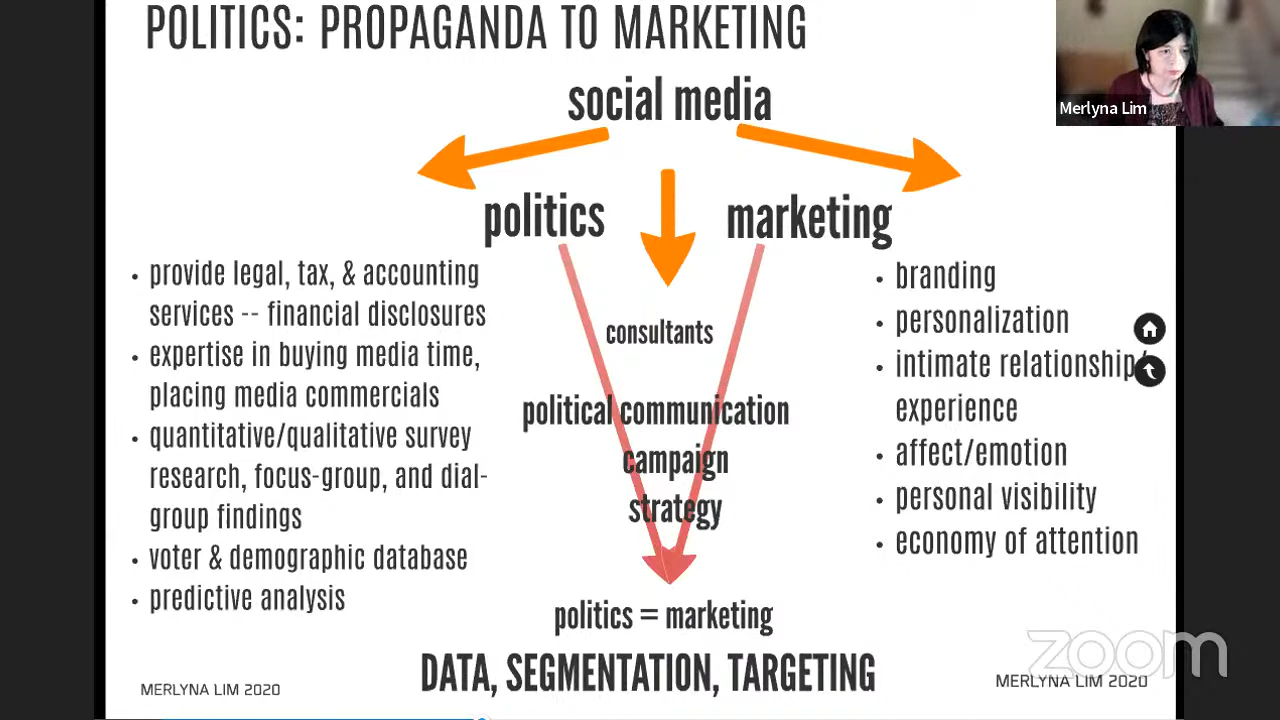 POLITICS: PROPAGANDA TO MARKETING
Merlyna Lim
social media
politics
marketing
• provide legal, tax, & accounting
services -- financial disclosures
• expertise in buying media time,
placing media commercials
• quantitative/qualitative survey
research, focus-group, and dial-
group findings
• voter & demographic database
• predictive analysis
consultants
political communication
campaign
strategy
• branding
• personalization
• intimate relationship/
experience
• affect/emotion
• personal visibility
• economy of attention
politics = marketing
DATA, SEGMENTATION, TARGETING
MERLYNA LIM 2020
MERLYNA LIM 2020
zoom